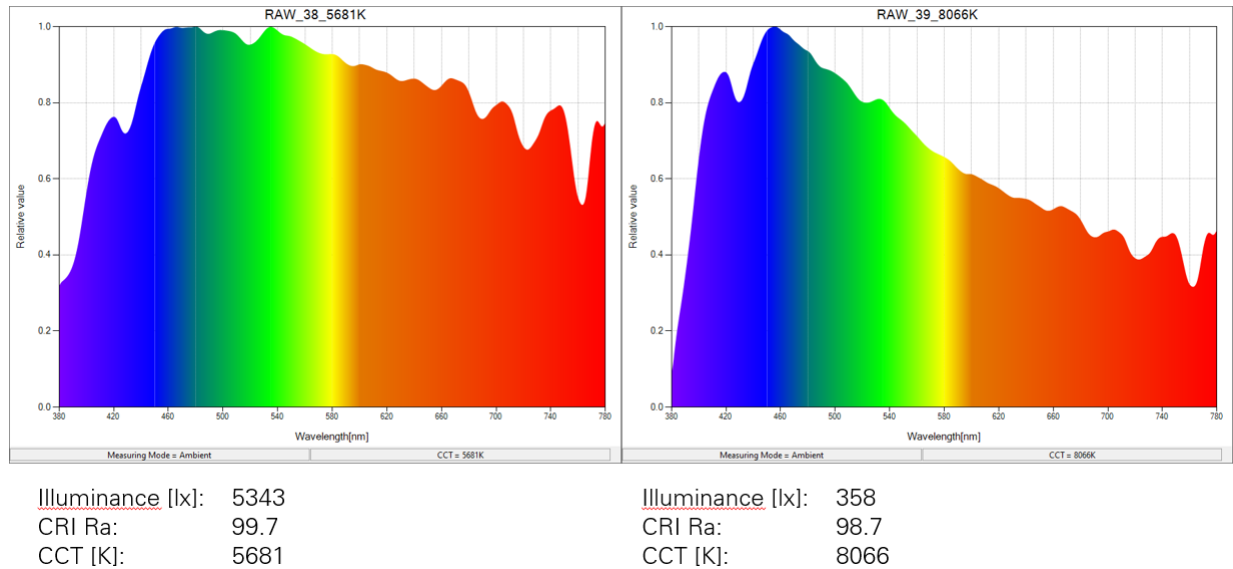 RAW_38_5681K
1.0
0.8
0.6
0.4
0.2
0.0
Relative value
380 420 460 500 540 580 620 660 700 740 780
Wavelength[nm]
Measuring Mode = Ambient CCT = 5681K
Illuminance [lx]: 5343
CRI Ra: 99.7
CCT [K]: 5681
RAW_39_8066K
1.0
0.8
0.6
0.4
0.2
0.0
Relative value
380 420 460 500 540 580 620 660 700 740 780
Wavelength[nm]
Measuring Mode = Ambient CCT = 8066K
Illuminance [lx]: 358
CRI Ra: 98.7
CCT [K]: 8066